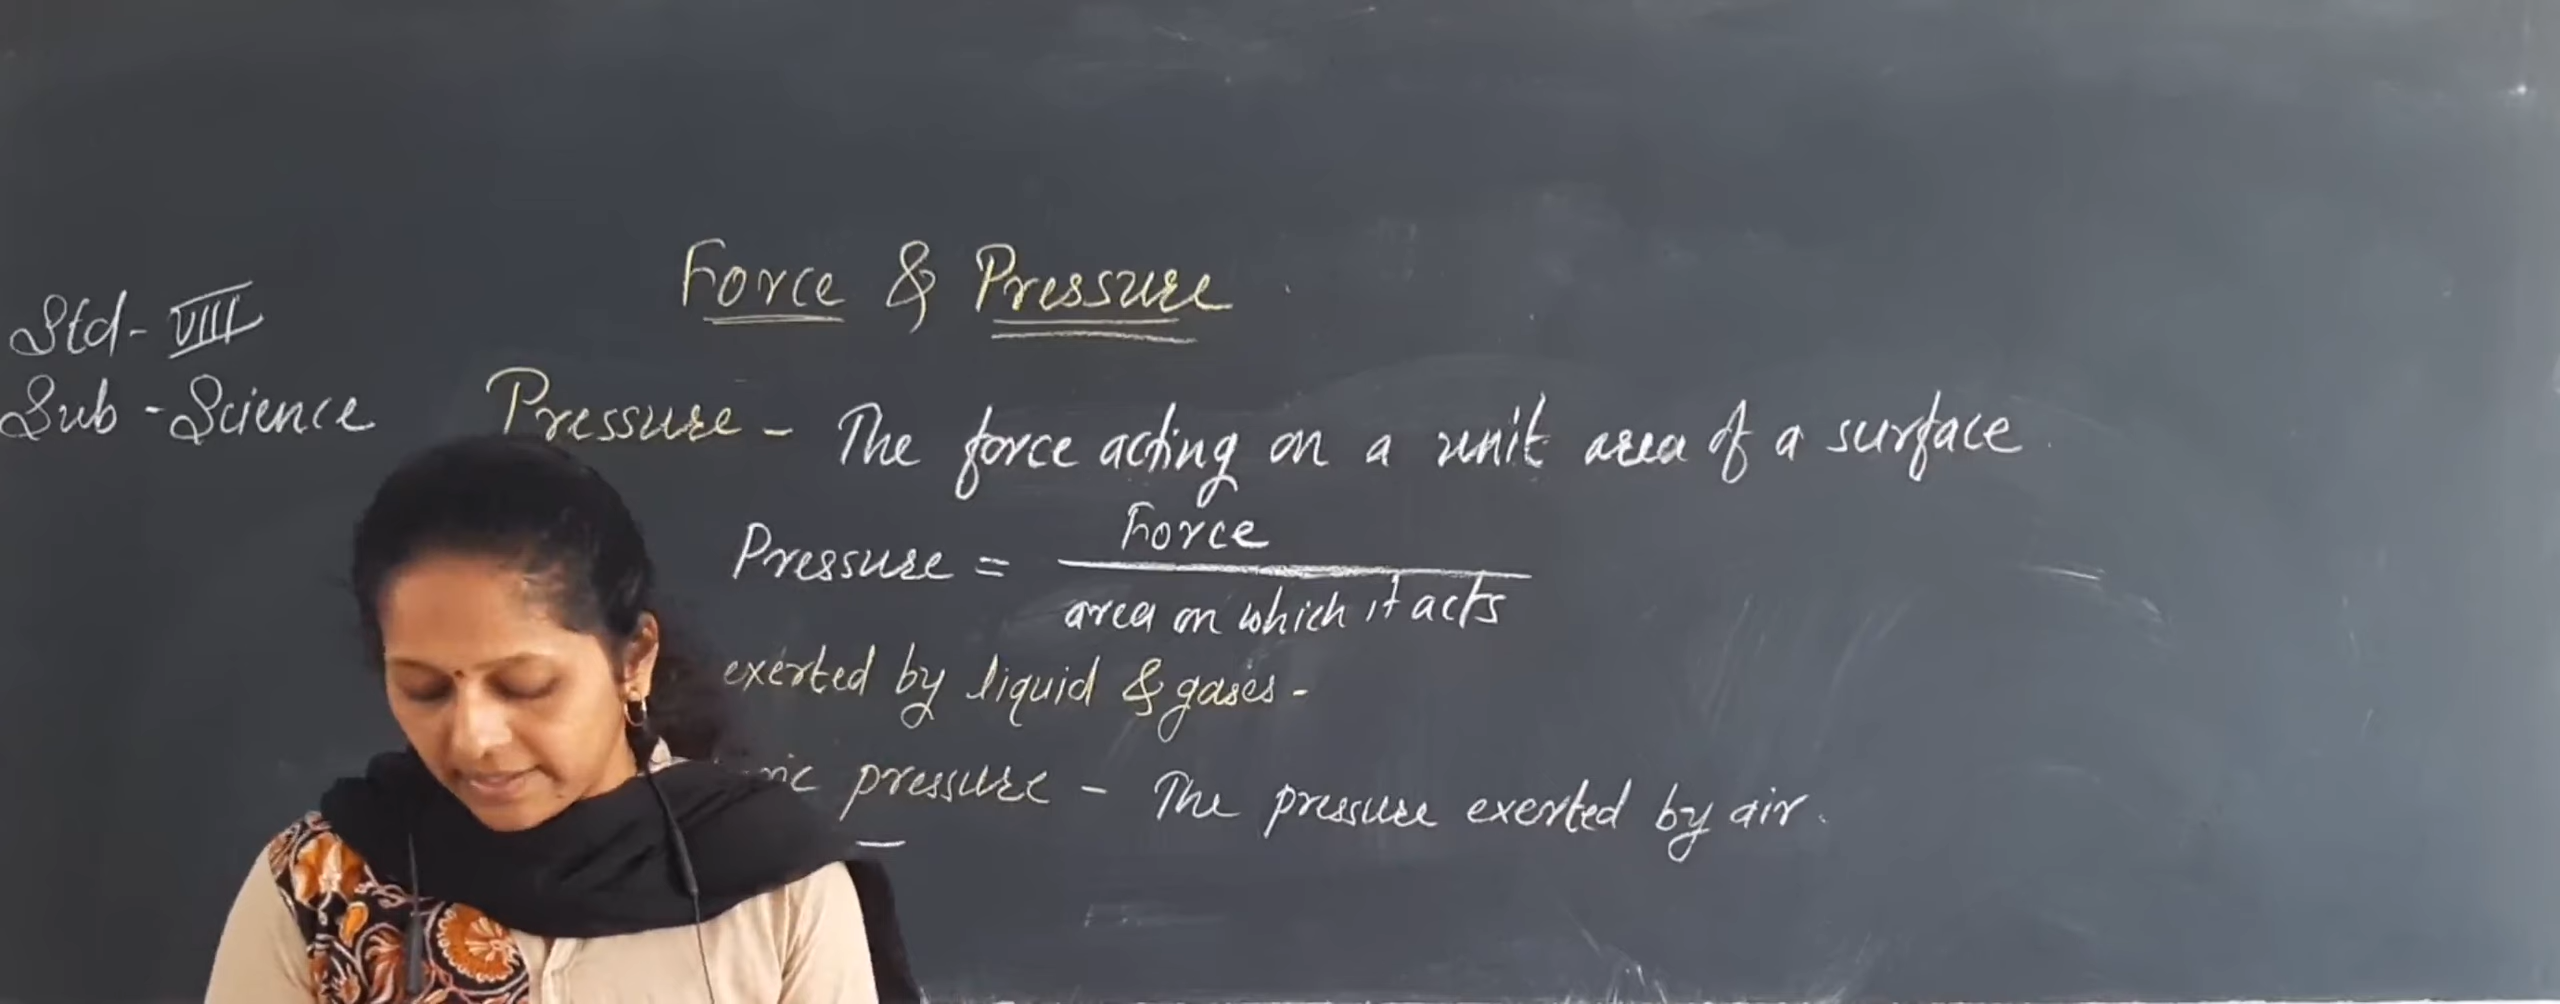 Force & Pressure
Std- VIII
Sub - Science
Pressure - The force acting on a unit area of a surface.
Pressure = Force
area on which it acts
exerted by liquid & gases -
pressure - The pressure exerted by air.